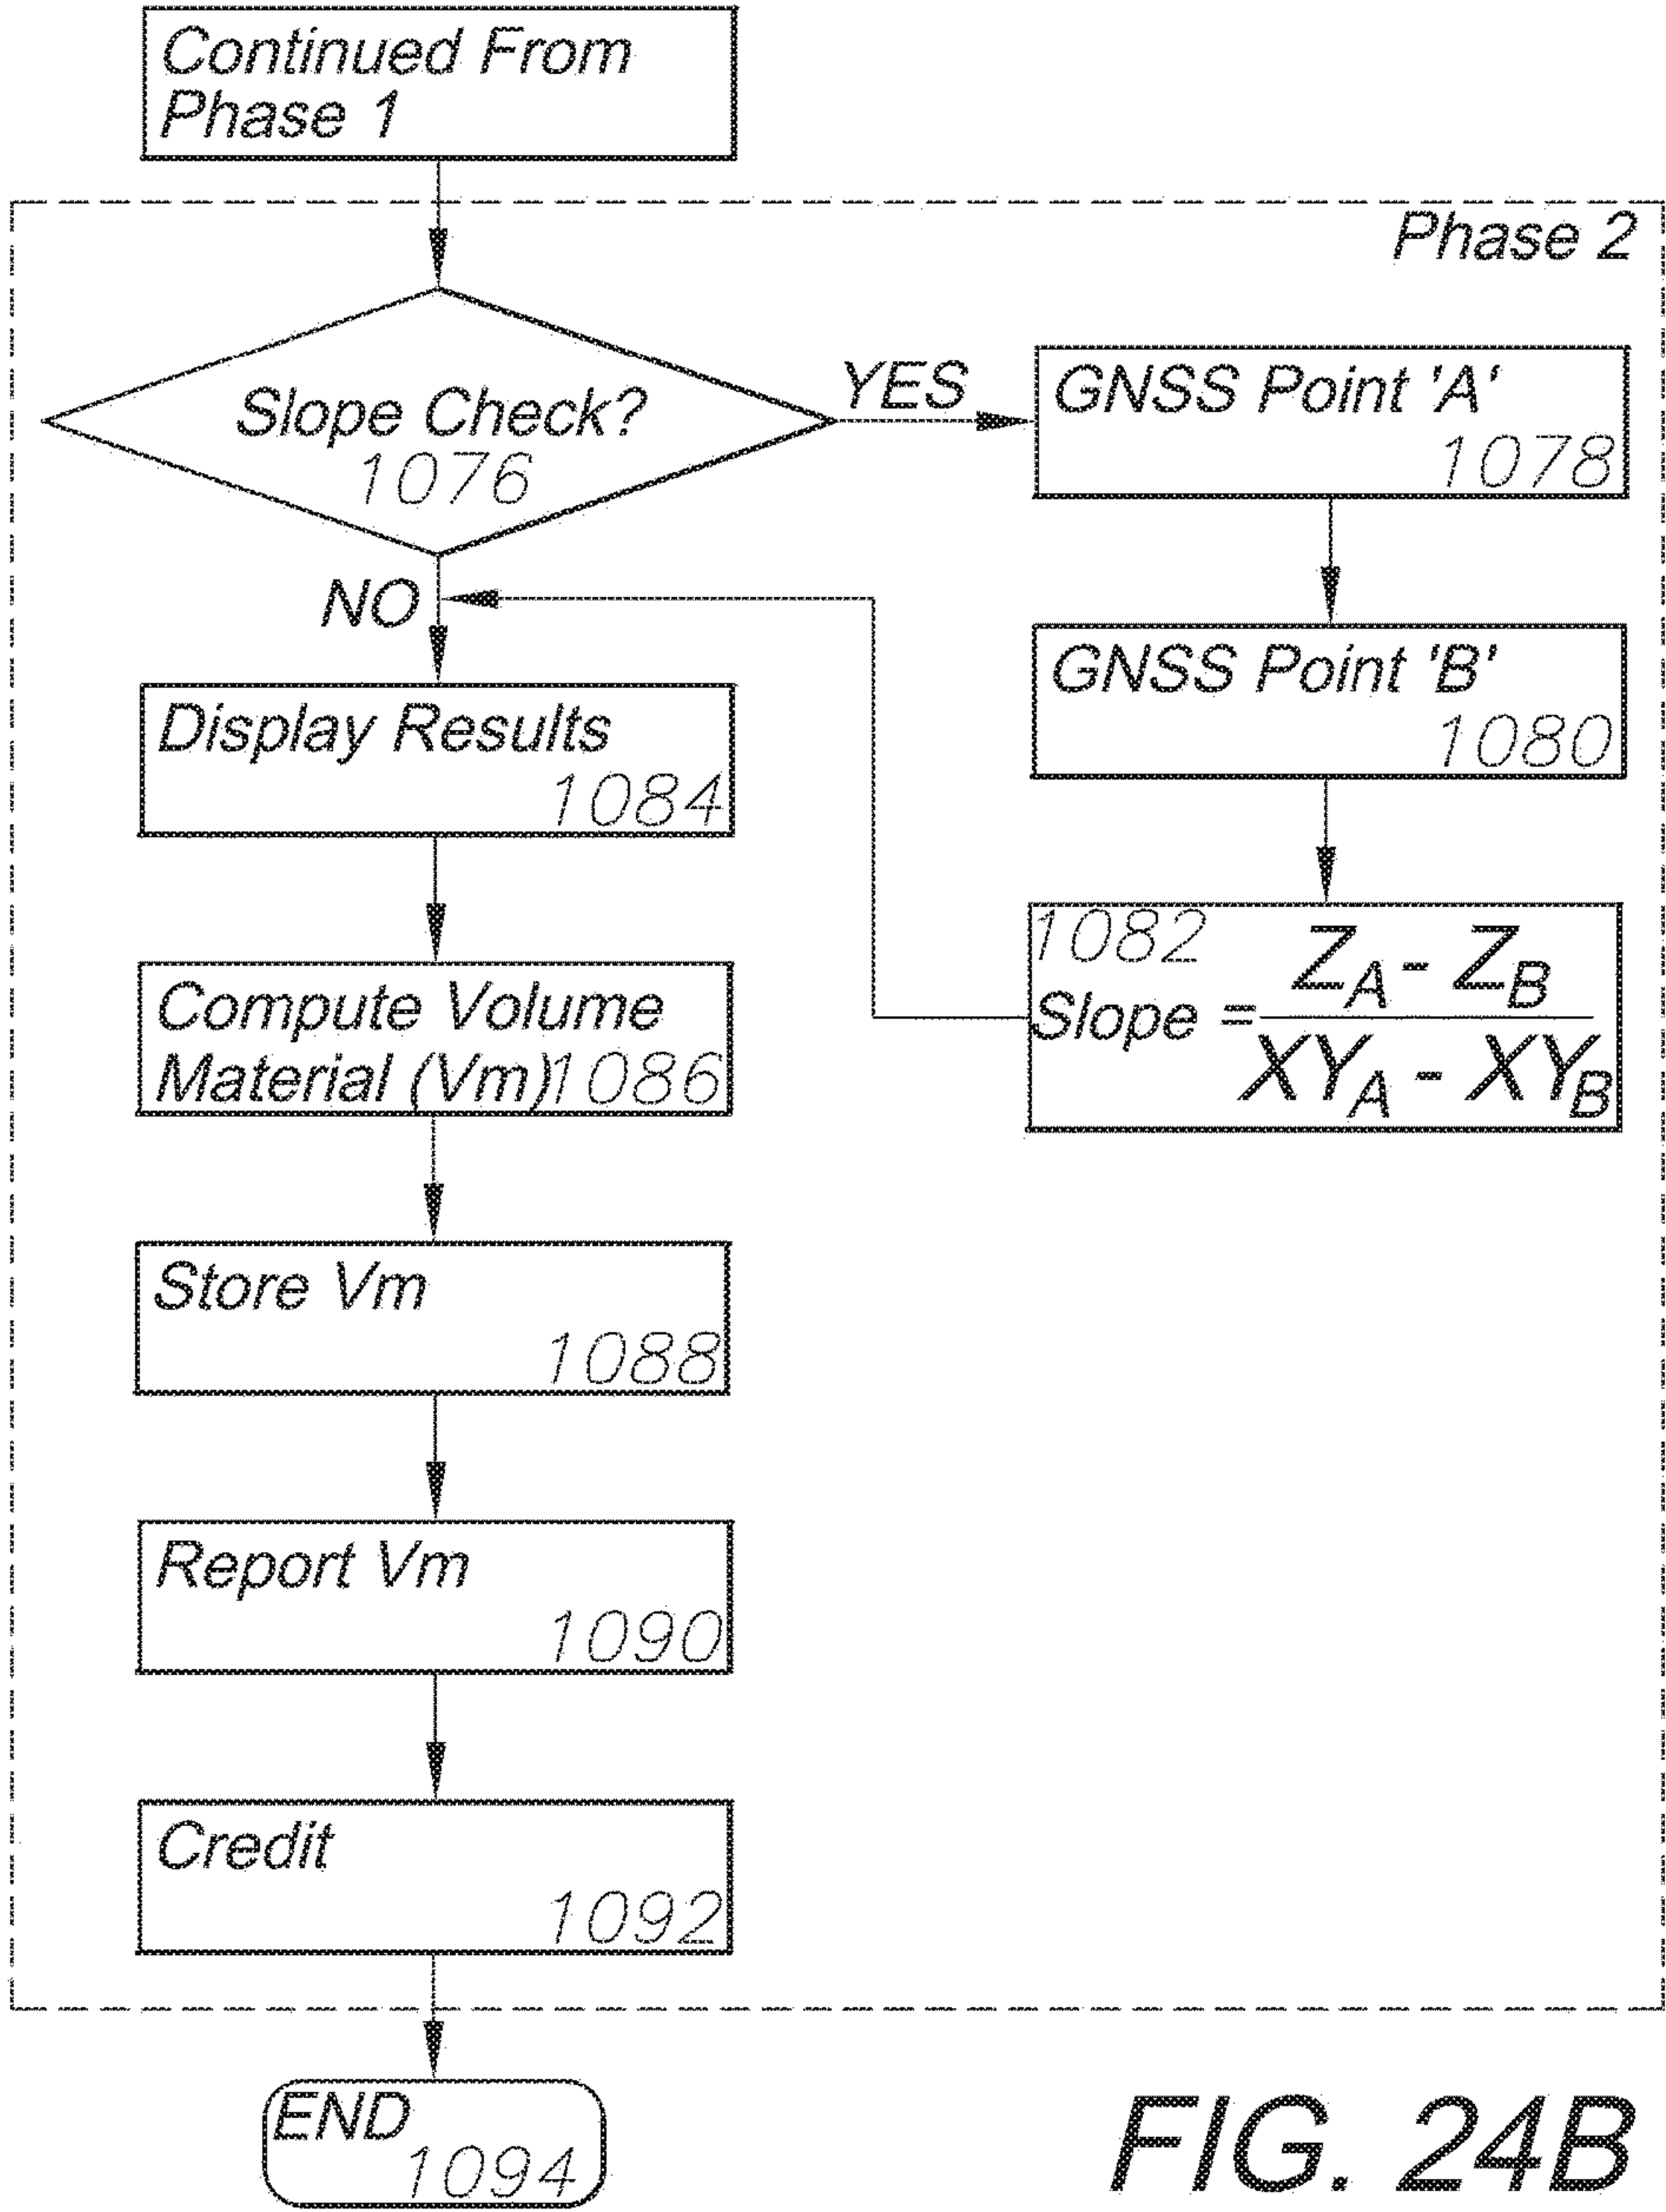 Continued From
Phase 1
Phase 2
Slope Check?
1076
YES
GNSS Point 'A'
1078
NO
GNSS Point 'B'
1080
1082
Slope = Z_A - Z_B
XY_A - XY_B
Display Results
1084
Compute Volume
Material (Vm) 1086
Store Vm
1088
Report Vm
1090
Credit
1092
END
1094
FIG. 24B